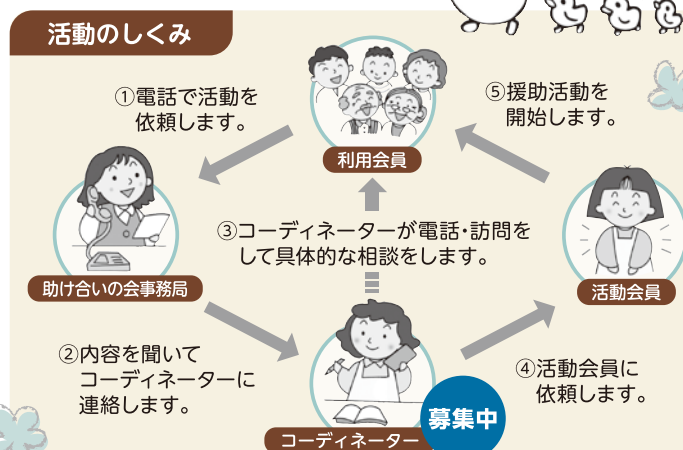 活動のしくみ
①電話で活動を
依頼します。
利用会員
⑤援助活動を
開始します。
③コーディネーターが電話・訪問を
して具体的な相談をします。
助け合いの会事務局
活動会員
②内容を聞いて
コーディネーターに
連絡します。
④活動会員に
依頼します。
コーディネーター
募集中